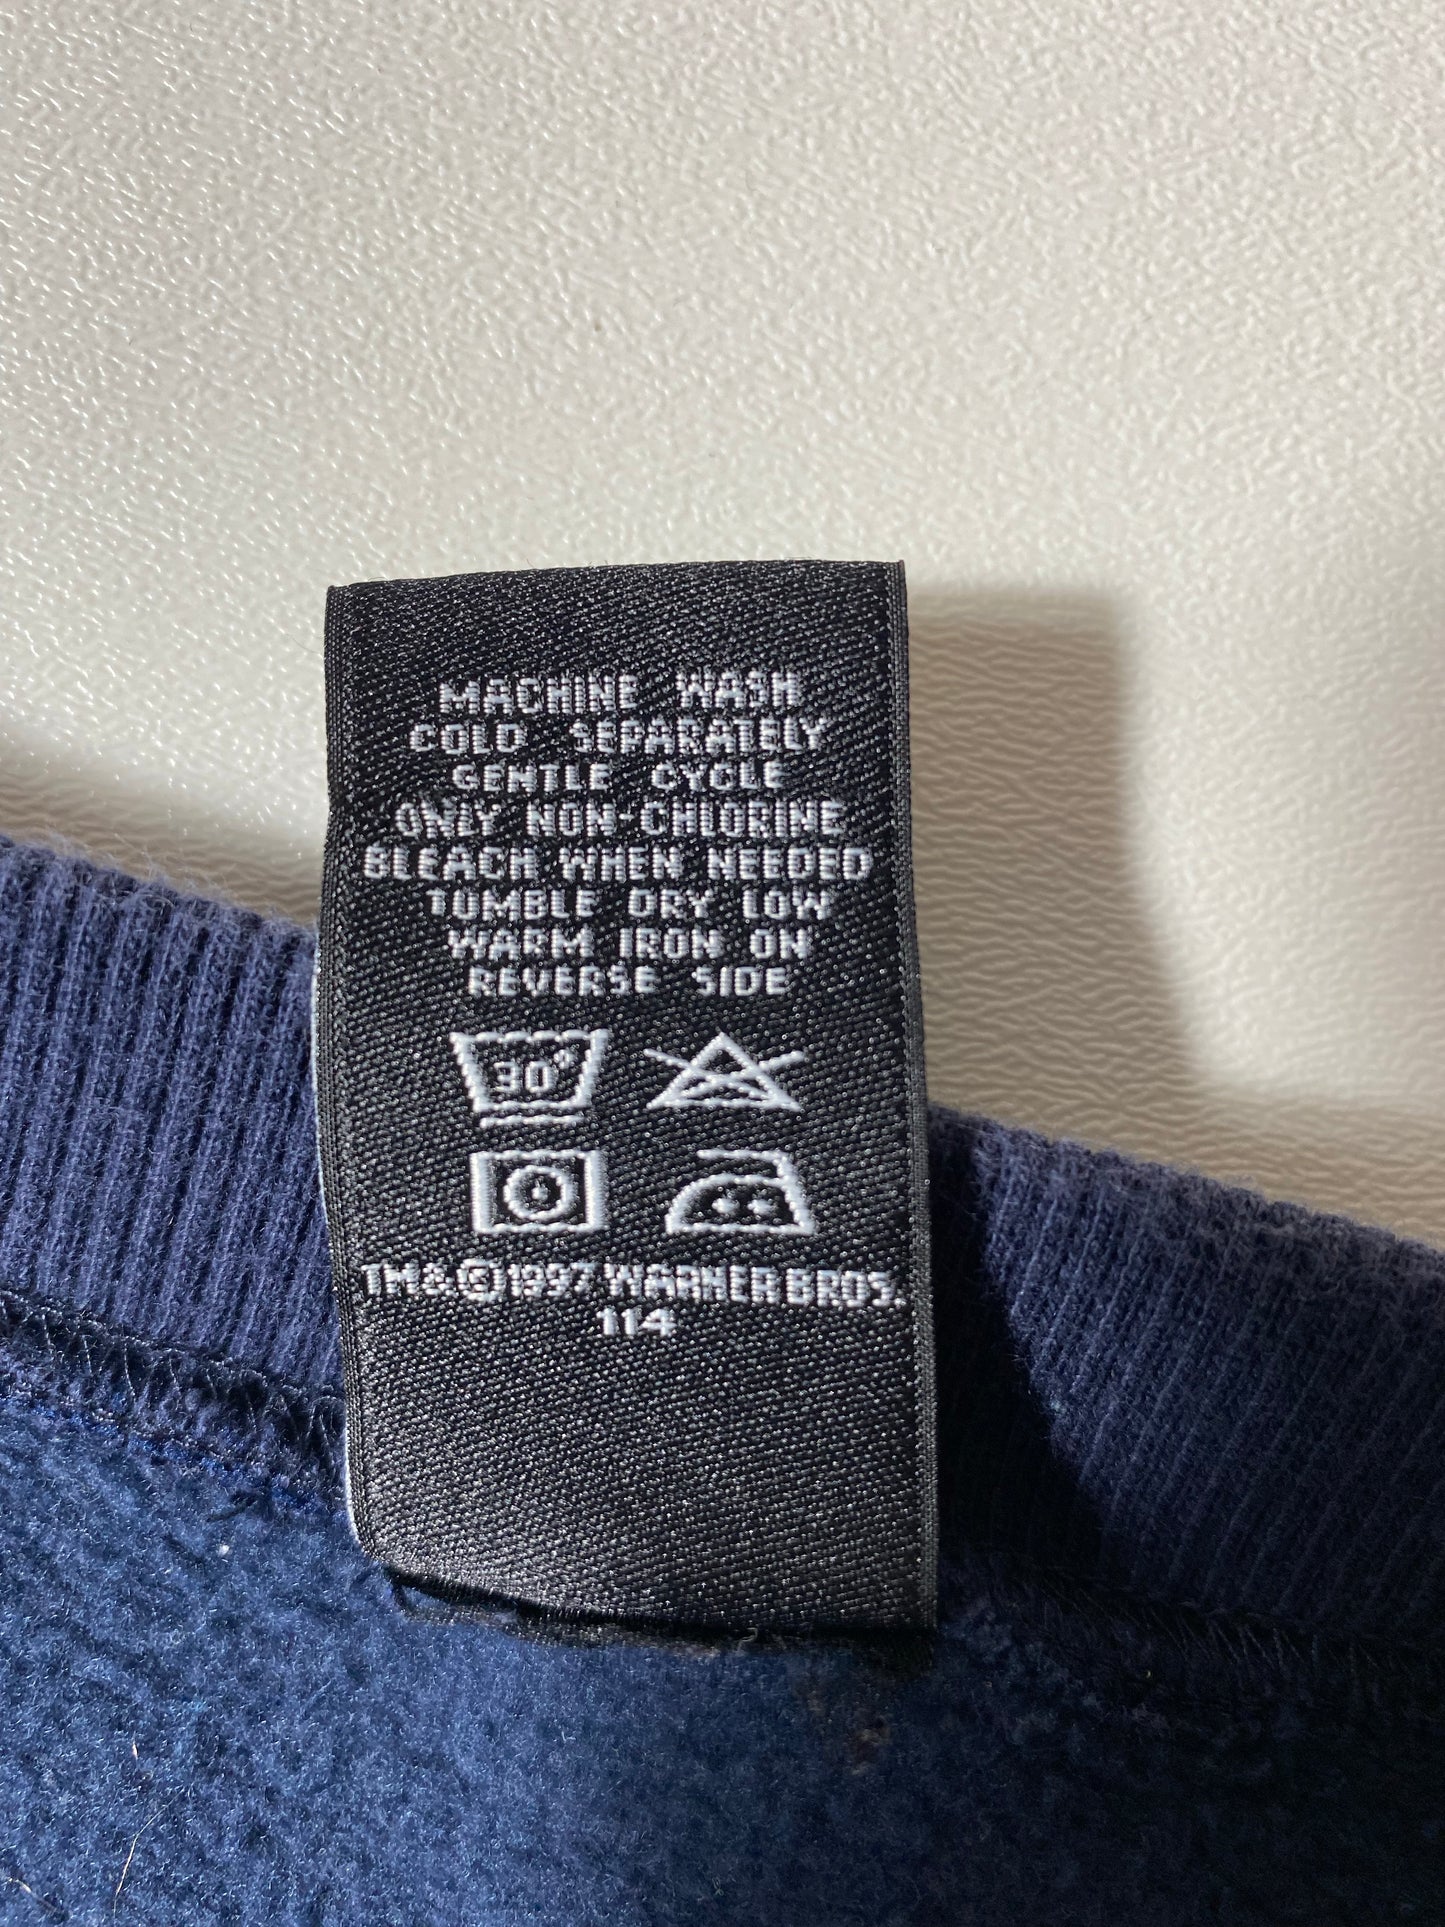 MACHINE WASH
COLD SEPARATELY
GENTLE CYCLE
ONLY NON-CHLORINE
BLEACH WHEN NEEDED
TUMBLE DRY LOW
WARM IRON ON
REVERSE SIDE
30°
TM&©1997 WARNER BROS.
114